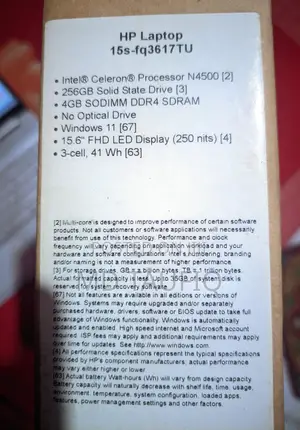 HP Laptop
15s-fq3617TU
• Intel® Celeron® Processor N4500 [2]
• 256GB Solid State Drive [3]
• 4GB SODIMM DDR4 SDRAM
• No Optical Drive
• Windows 11 [67]
• 15.6" FHD LED Display (250 nits) [4]
• 3-cell, 41 Wh [63]
[2] Multi-core is designed to improve performance of certain software
products. Not all customers or software applications will necessarily
benefit from use of this technology. Performance and clock
frequency will vary depending on application workload and your
hardware and software configurations. Intel's numbering, branding
and/or naming is not a measurement of higher performance.
[3] For storage drives, GB = 1 billion bytes. TB = 1 trillion bytes.
Actual formatted capacity is less. Up to 35GB of system disk is
reserved for system recovery software.
[67] Not all features are available in all editions or versions of
Windows. Systems may require upgraded and/or separately
purchased hardware, drivers, software or BIOS update to take full
advantage of Windows functionality. Windows is automatically
updated and enabled. High speed internet and Microsoft account
required. ISP fees may apply and additional requirements may apply
over time for updates. See http://www.windows.com.
[4] All performance specifications represent the typical specifications
provided by HP's component manufacturers; actual performance
may vary either higher or lower.
[63] Actual battery Watt-hours (Wh) will vary from design capacity.
Battery capacity will naturally decrease with shelf life, time, usage,
environment, temperature, system configuration, loaded apps,
features, power management settings and other factors.